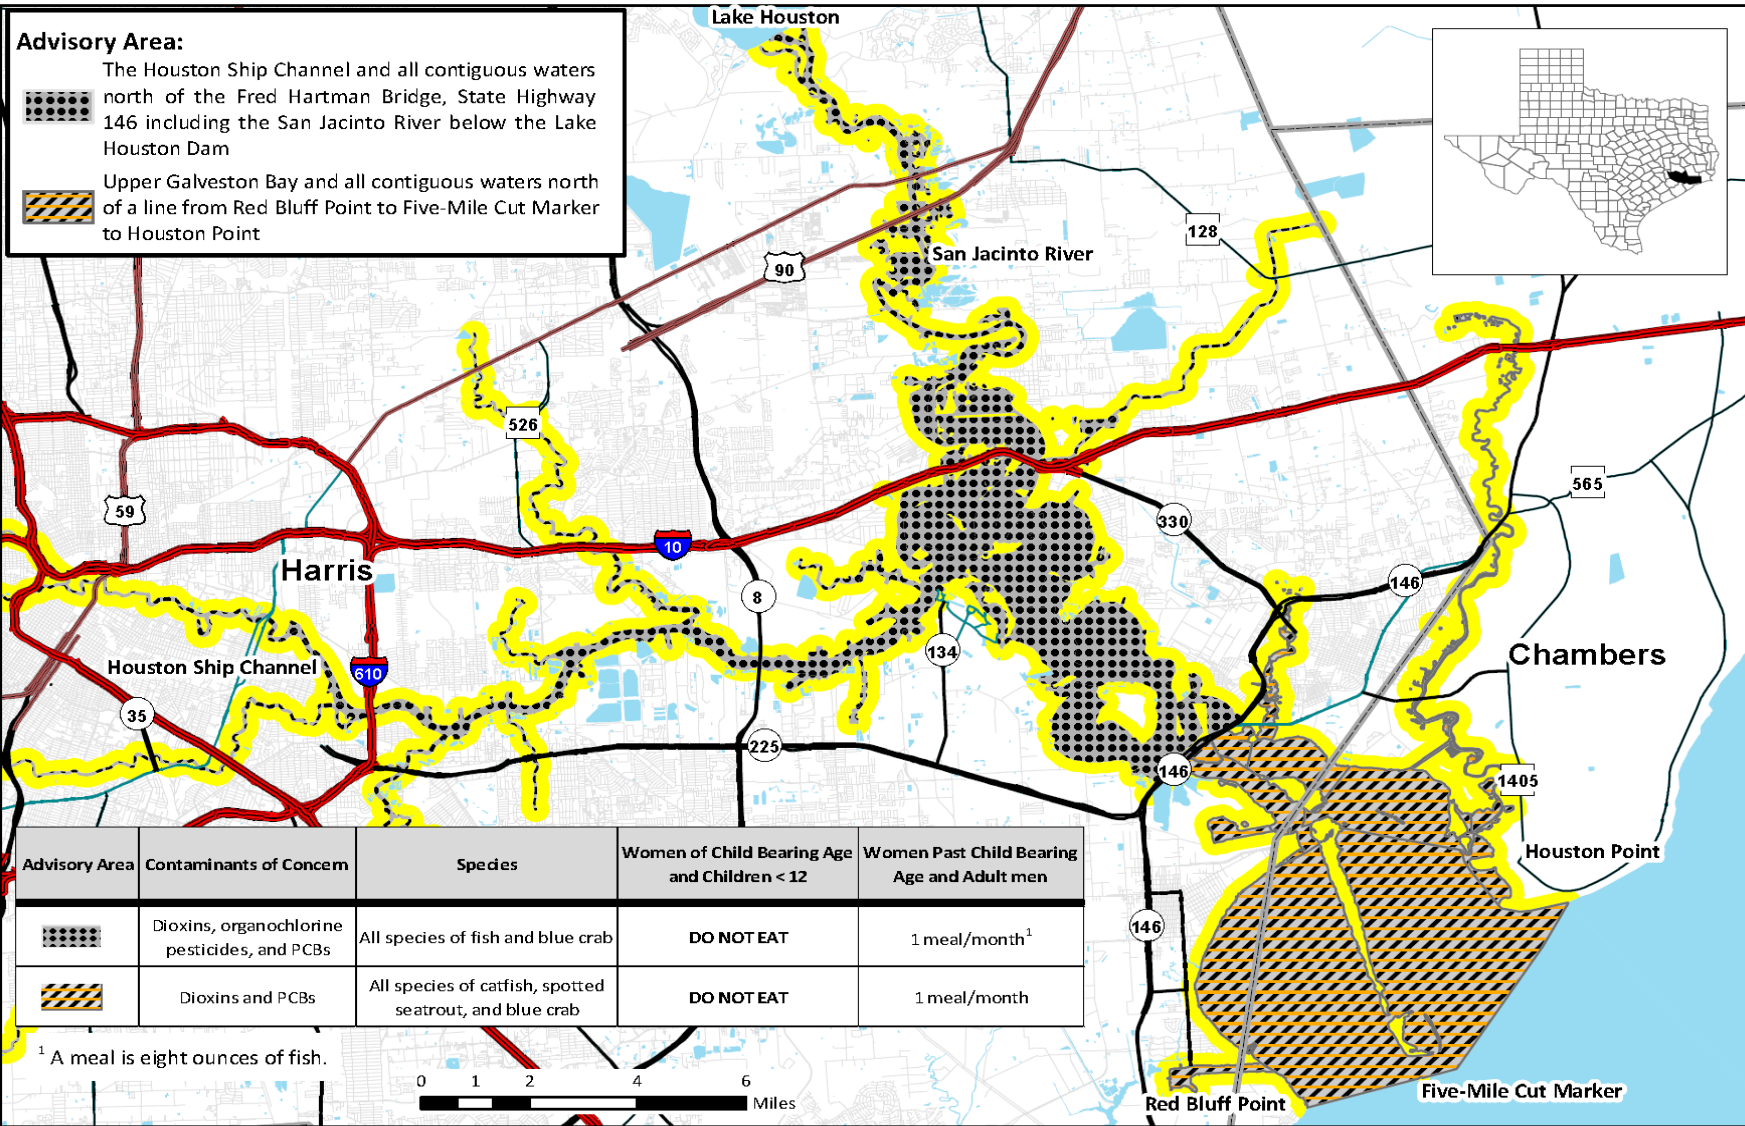 Lake Houston
Advisory Area:
The Houston Ship Channel and all contiguous waters
north of the Fred Hartman Bridge, State Highway
146 including the San Jacinto River below the Lake
Houston Dam
Upper Galveston Bay and all contiguous waters north
of a line from Red Bluff Point to Five-Mile Cut Marker
to Houston Point
128
San Jacinto River
90
526
565
59
330
10
Harris
146
8
134
Chambers
Houston Ship Channel
610
35
225
146
1405
Houston Point
Advisory Area
Contaminants of Concern
Species
Women of Child Bearing Age
and Children < 12
Women Past Child Bearing
Age and Adult men
Dioxins, organochlorine
pesticides, and PCBs
All species of fish and blue crab
DO NOT EAT
1 meal/month1
146
Dioxins and PCBs
All species of catfish, spotted
seatrout, and blue crab
DO NOT EAT
1 meal/month
1 A meal is eight ounces of fish.
0 1 2 4 6
Miles
Red Bluff Point
Five-Mile Cut Marker